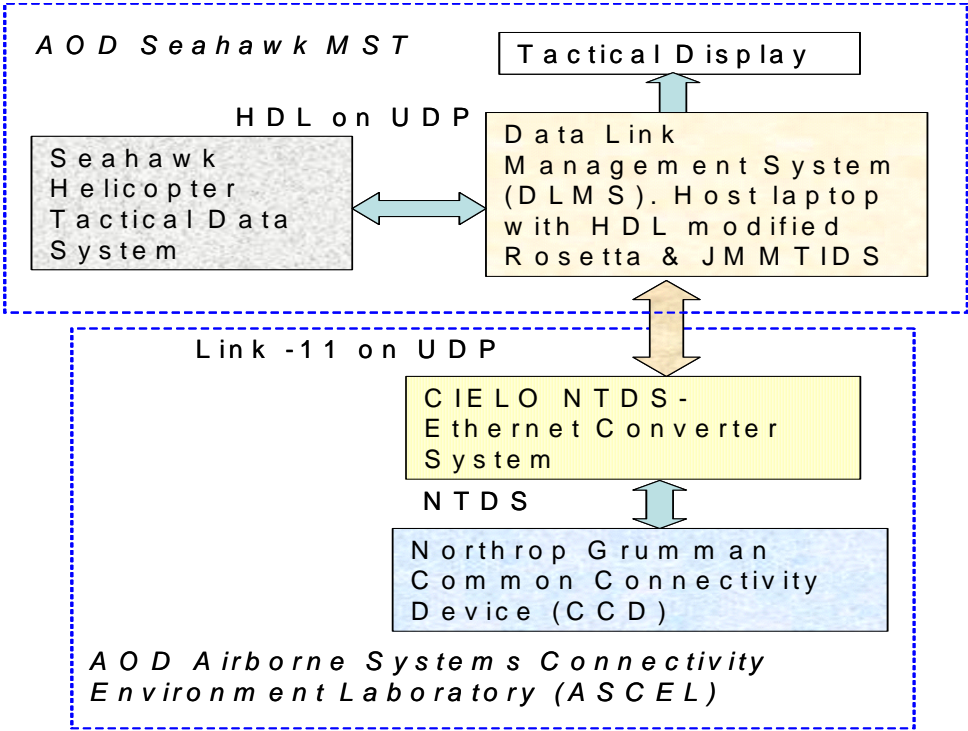 AOD Seahawk MST
Tactical Display
HDL on UDP
Seahawk
Helicopter
Tactical Data
System
Data Link
Management System
(DLMS). Host laptop
with HDL modified
Rosetta & JMMTIDS
Link -11 on UDP
CIELO NTDS-
Ethernet Converter
System
NTDS
Northrop Grumman
Common Connectivity
Device (CCD)
AOD Airborne Systems Connectivity
Environment Laboratory (ASCEL)